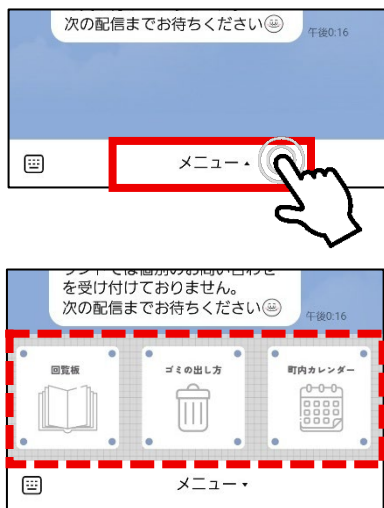 次の配信までお待ちください
午後0:16
メニュー
を受け付けておりません。
次の配信までお待ちください
午後0:16
回覧板
ゴミの出し方
町内カレンダー
メニュー